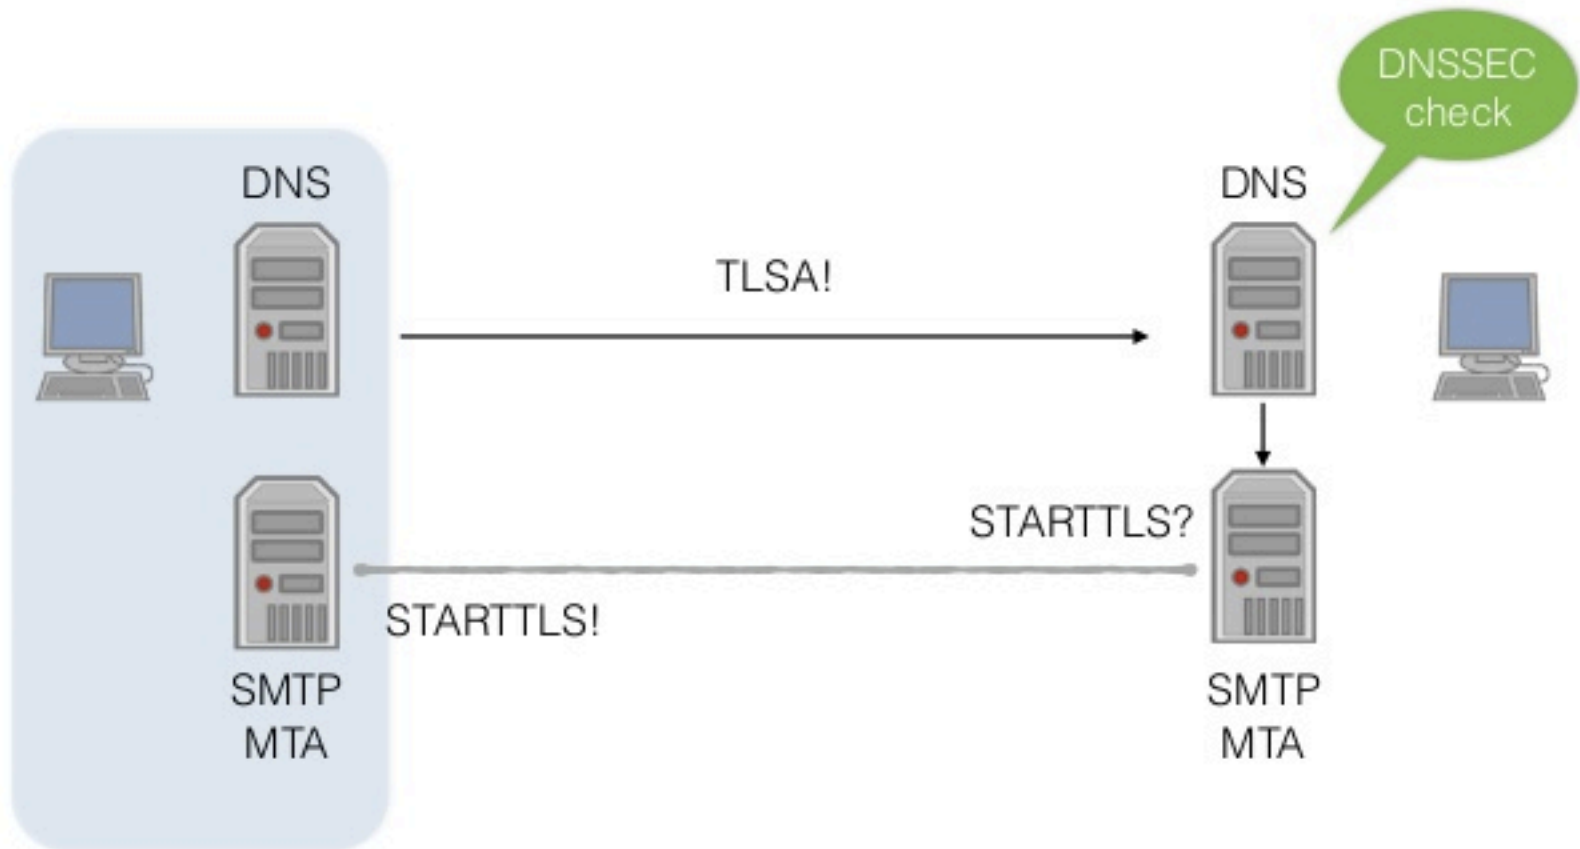 DNSSEC
check
DNS
DNS
TLSA!
STARTTLS?
STARTTLS!
SMTP
MTA
SMTP
MTA